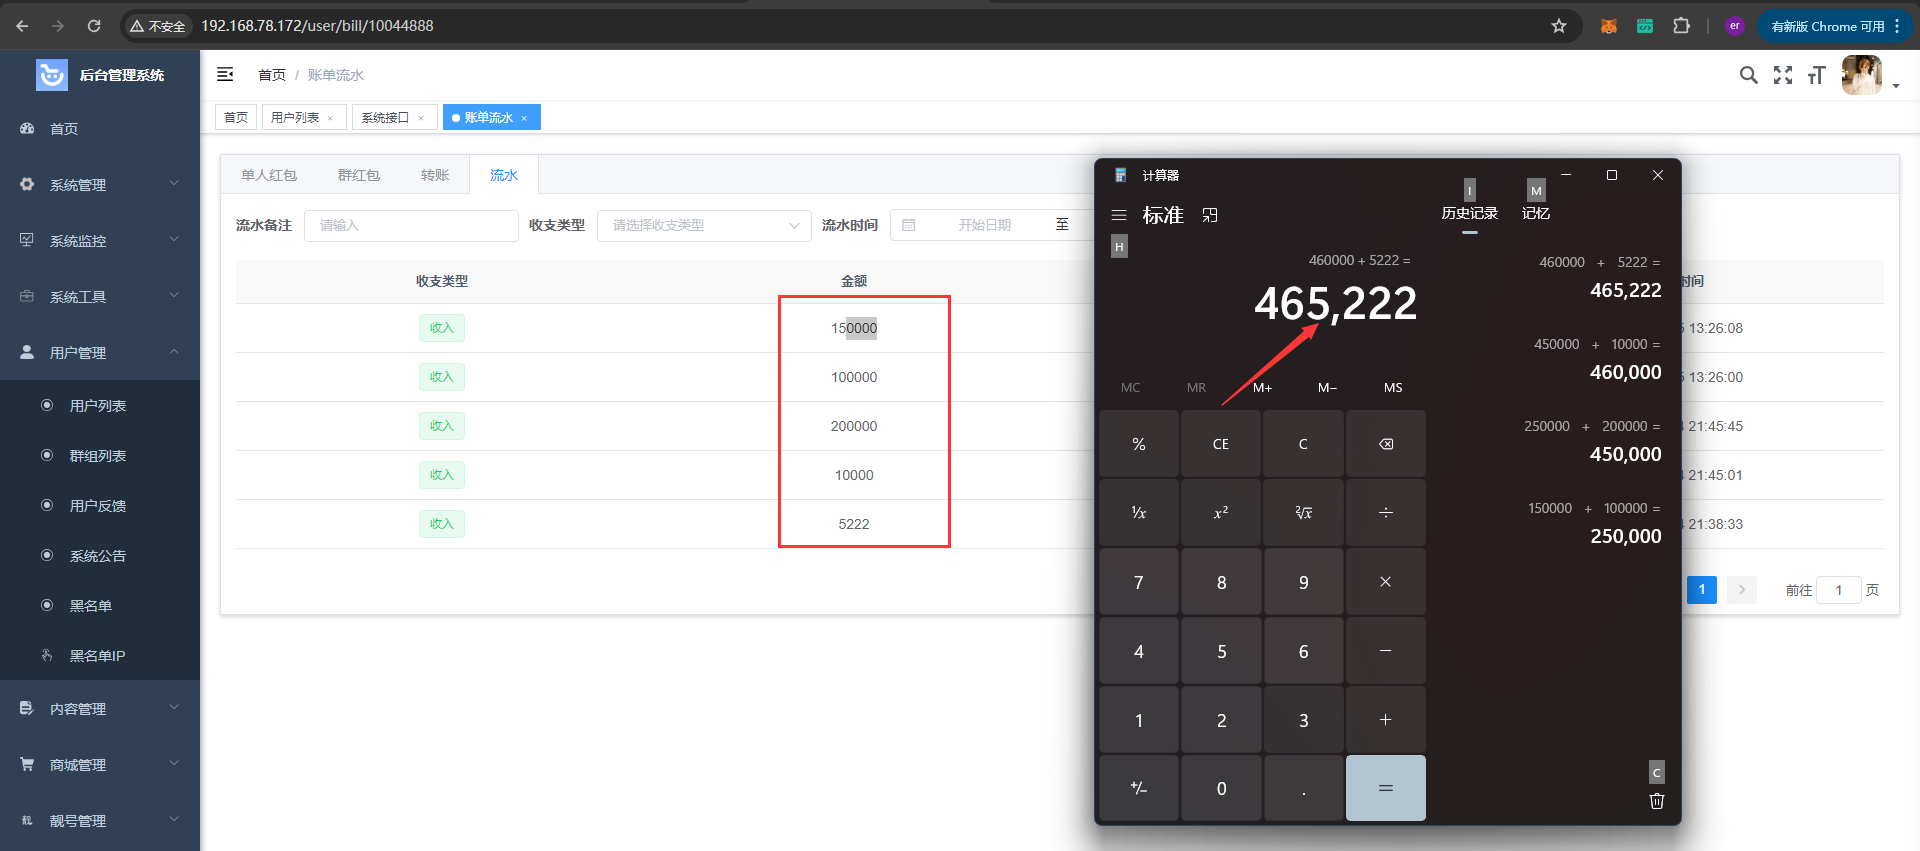 不安全
192.168.78.172/user/bill/10044888
er
有新版 Chrome 可用
后台管理系统
首页 / 账单流水
首页
用户列表 ×
系统接口 ×
账单流水 ×
首页
系统管理
系统监控
系统工具
用户管理
用户列表
群组列表
用户反馈
系统公告
黑名单
黑名单IP
内容管理
商城管理
靓号管理
单人红包
群红包
转账
流水
流水备注 请输入
收支类型 请选择收支类型
流水时间 开始日期 至
收支类型 金额 时间
收入 150000 13:26:08
收入 100000 13:26:00
收入 200000 21:45:45
收入 10000 21:45:01
收入 5222 21:38:33
1
前往 1 页
计算器
标准
H
I
历史记录
M
记忆
460000 + 5222 =
465,222
MC MR M+ M− MS
% CE C
¹/x x² ²√x ÷
7 8 9 ×
4 5 6 −
1 2 3 +
+/− 0 . =
460000 + 5222 =
465,222
450000 + 10000 =
460,000
250000 + 200000 =
450,000
150000 + 100000 =
250,000
C